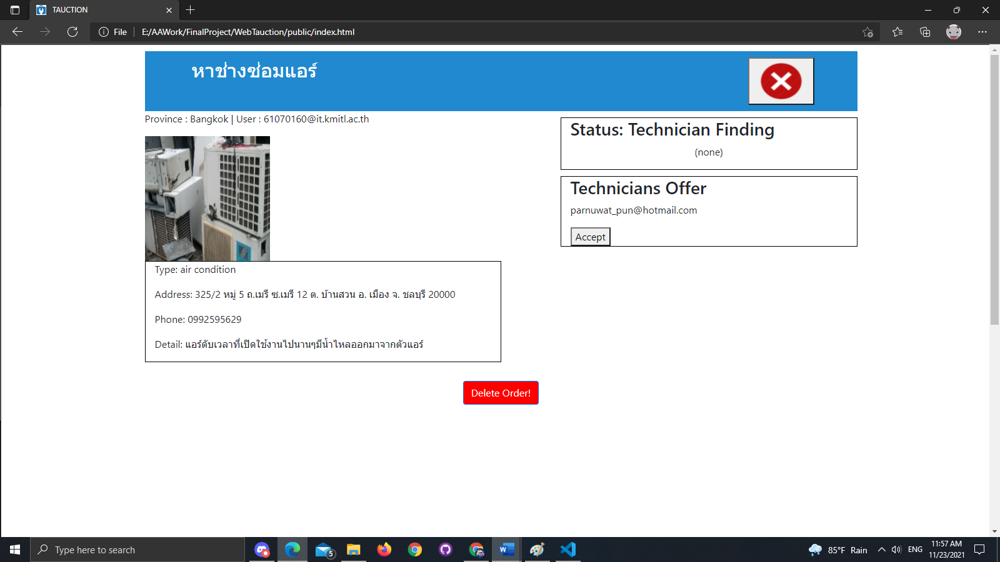 TAUCTION
File
E:/AAWork/FinalProject/WebTauction/public/index.html
หาช่างซ่อมแอร์
Province : Bangkok | User : 61070160@it.kmitl.ac.th
Status: Technician Finding
(none)
Technicians Offer
parnuwat_pun@hotmail.com
Accept
Type: air condition
Address: 325/2 หมู่ 5 ถ.เมรี ซ.เมรี 12 ต. บ้านสวน อ. เมือง จ. ชลบุรี 20000
Phone: 0992595629
Detail: แอร์ดับเวลาที่เปิดใช้งานไปนานๆมีน้ำไหลออกมาจากตัวแอร์
Delete Order!
Type here to search
5
85°F Rain
ENG
11:57 AM
11/23/2021